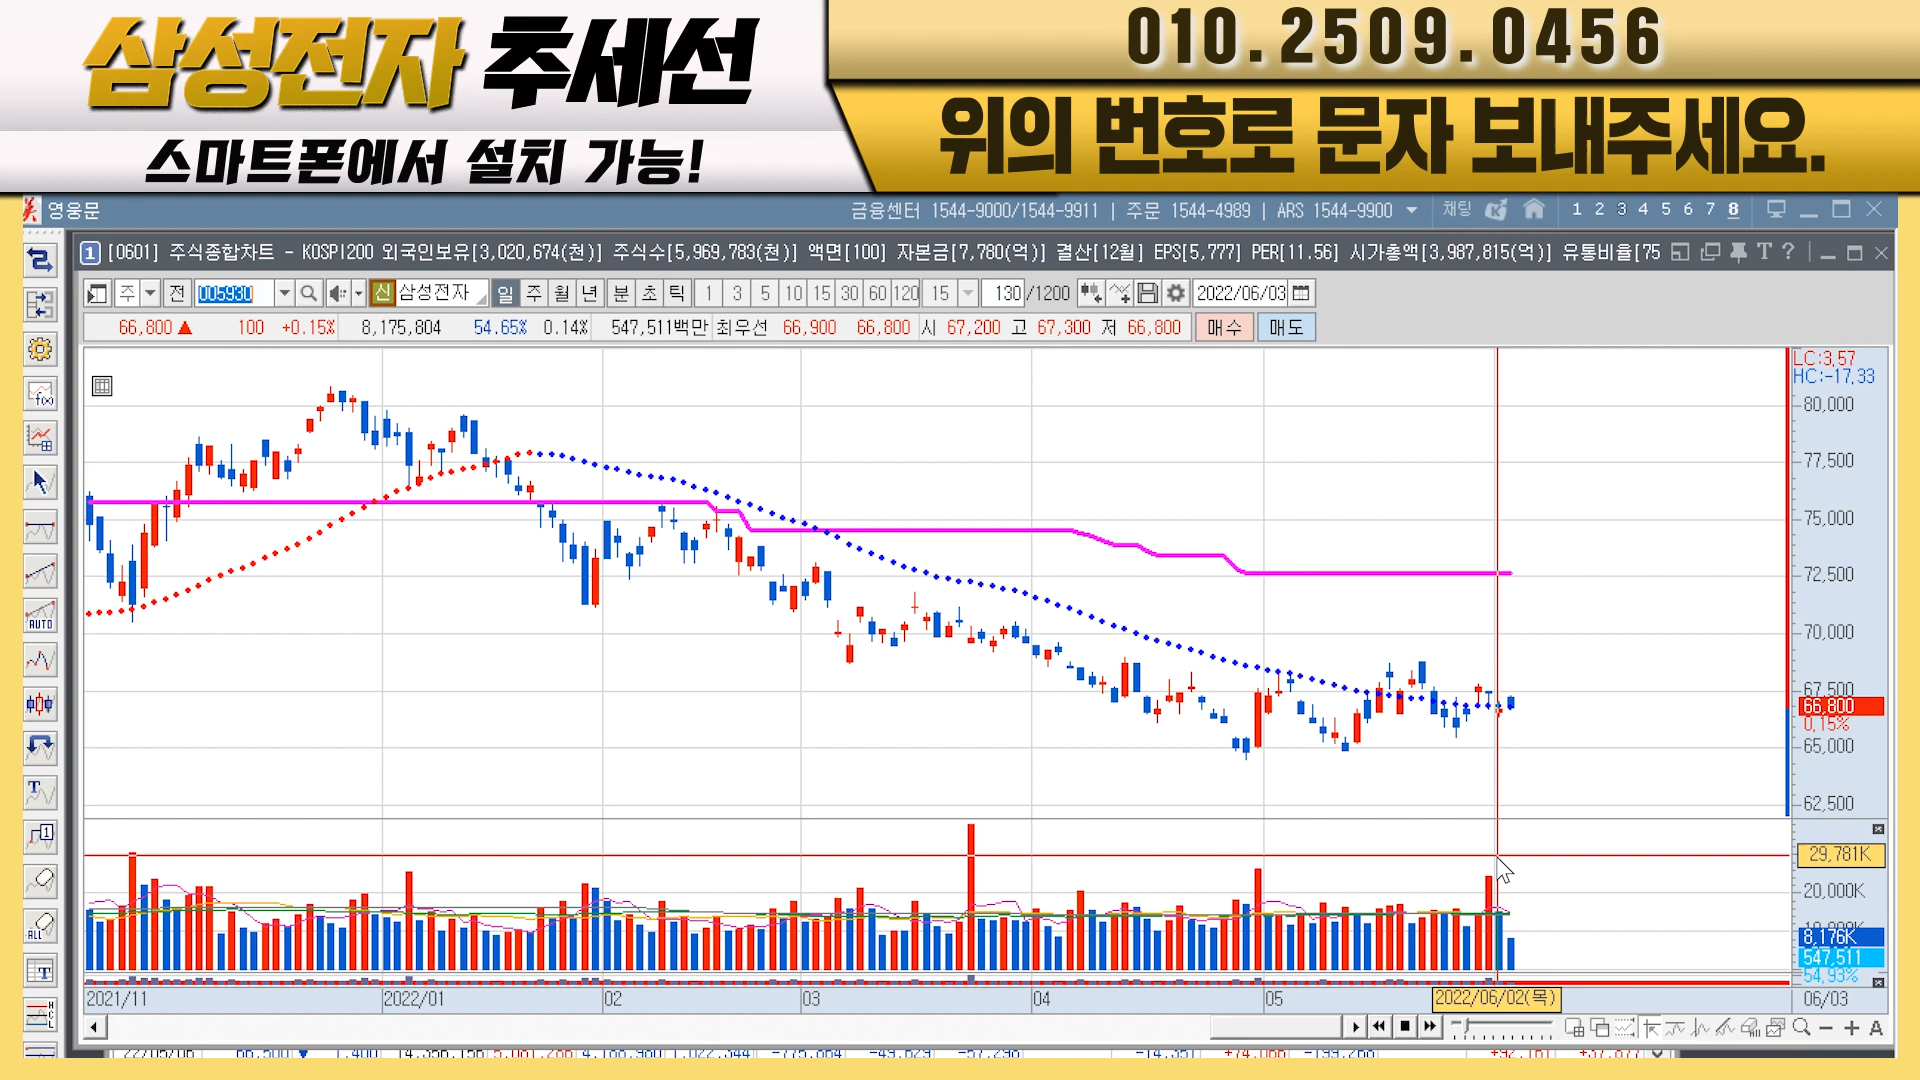 삼성전자 추세선
스마트폰에서 설치 가능!
010.2509.0456
위의 번호로 문자 보내주세요.
영웅문
금융센터 1544-9000/1544-9911 | 주문 1544-4989 | ARS 1544-9900 채팅 1 2 3 4 5 6 7 8
1 [0601] 주식종합차트 - KOSPI200 외국인보유[3,020,674(천)] 주식수[5,969,783(천)] 액면[100] 자본금[7,780(억)] 결산[12월] EPS[5,777] PER[11.56] 시가총액[3,987,815(억)] 유통비율[75
주 전 005930 신 삼성전자 일 주 월 년 분 초 틱 1 3 5 10 15 30 60 120 15 130 /1200 2022/06/03
66,800 ▲ 100 +0.15% 8,175,804 54.65% 0.14% 547,511백만 최우선 66,900 66,800 시 67,200 고 67,300 저 66,800 매수 매도
LC:3,57
HC:-17,33
80,000
77,500
75,000
72,500
70,000
67,500
66,800
0,15%
65,000
62,500
29,781K
20,000K
8,176K
547,511
54,93%
2021/11 2022/01 02 03 04 05 2022/06/02(목) 06/03
f(x)
AUTO
T
1
ALL
T
H
C
L
A